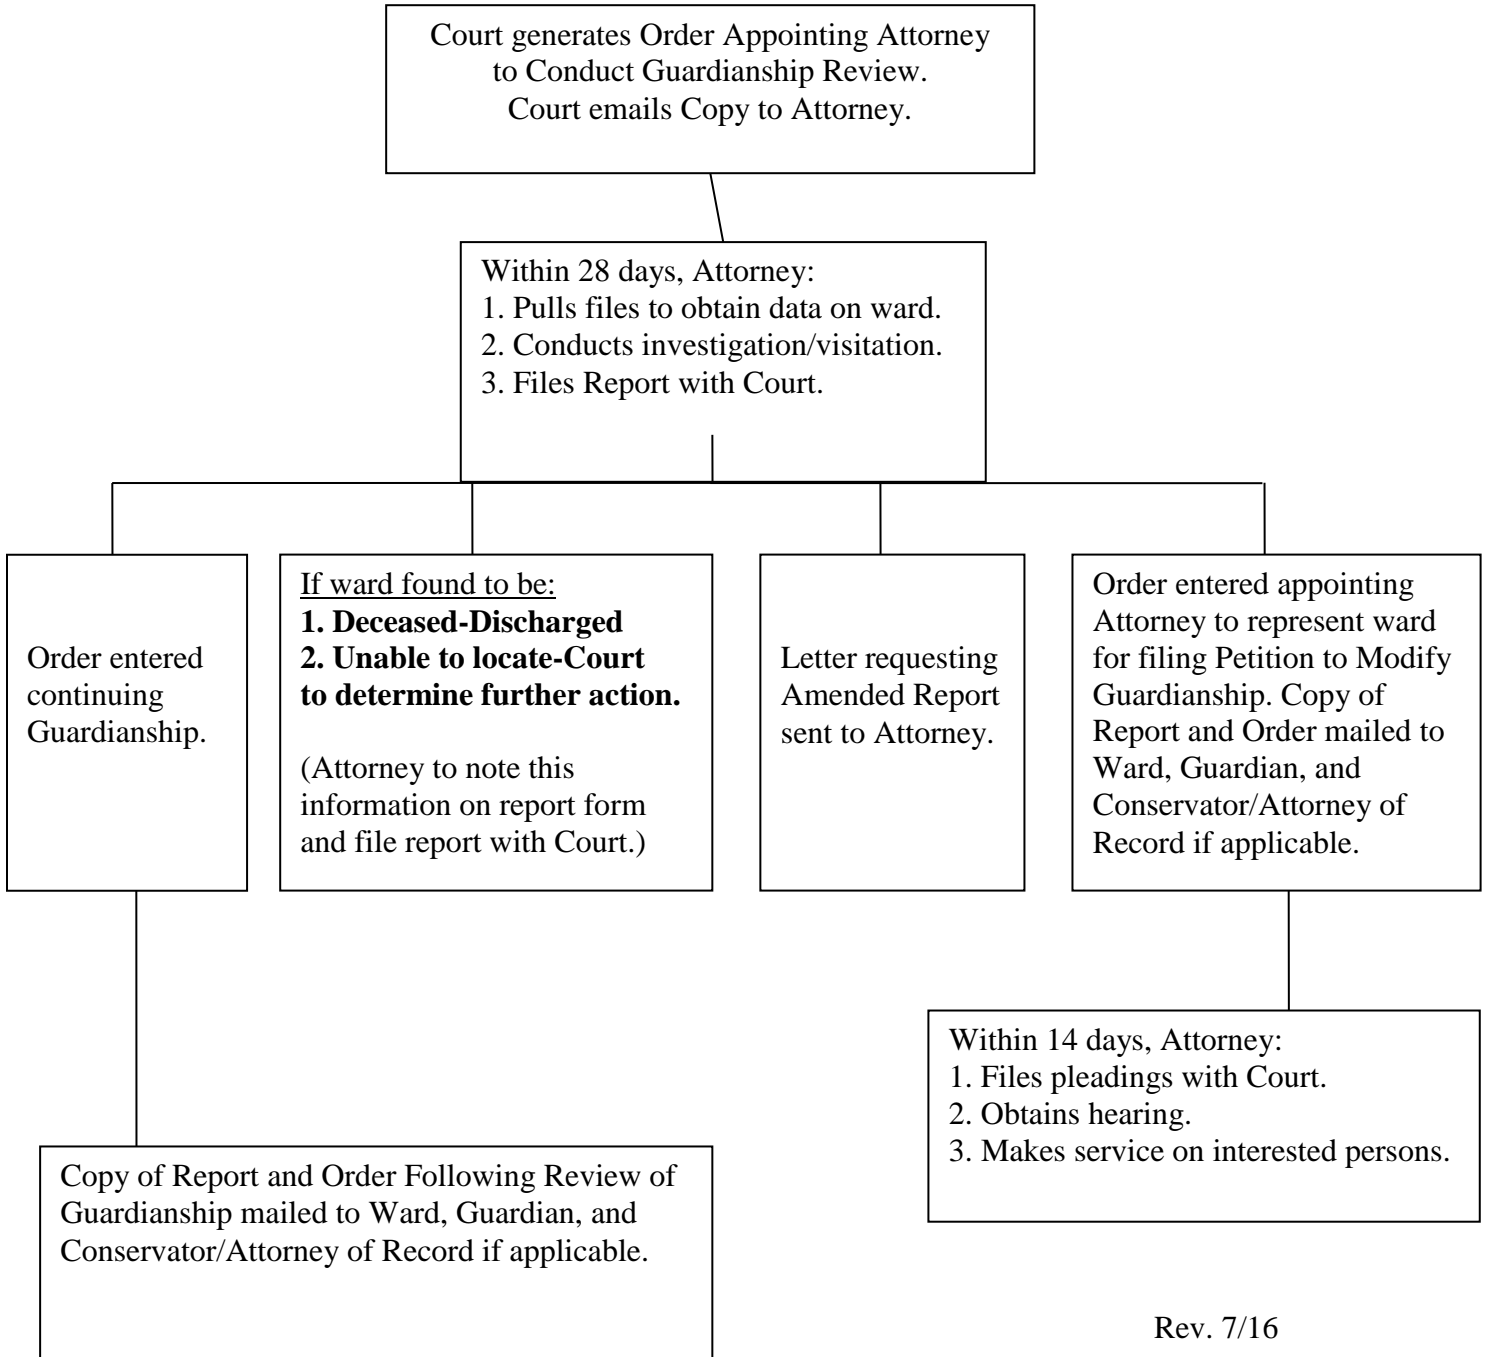 Court generates Order Appointing Attorney
to Conduct Guardianship Review.
Court emails Copy to Attorney.
Within 28 days, Attorney:
1. Pulls files to obtain data on ward.
2. Conducts investigation/visitation.
3. Files Report with Court.
Order entered
continuing
Guardianship.
If ward found to be:
1. Deceased-Discharged
2. Unable to locate-Court
to determine further action.
(Attorney to note this
information on report form
and file report with Court.)
Letter requesting
Amended Report
sent to Attorney.
Order entered appointing
Attorney to represent ward
for filing Petition to Modify
Guardianship. Copy of
Report and Order mailed to
Ward, Guardian, and
Conservator/Attorney of
Record if applicable.
Within 14 days, Attorney:
1. Files pleadings with Court.
2. Obtains hearing.
3. Makes service on interested persons.
Copy of Report and Order Following Review of
Guardianship mailed to Ward, Guardian, and
Conservator/Attorney of Record if applicable.
Rev. 7/16